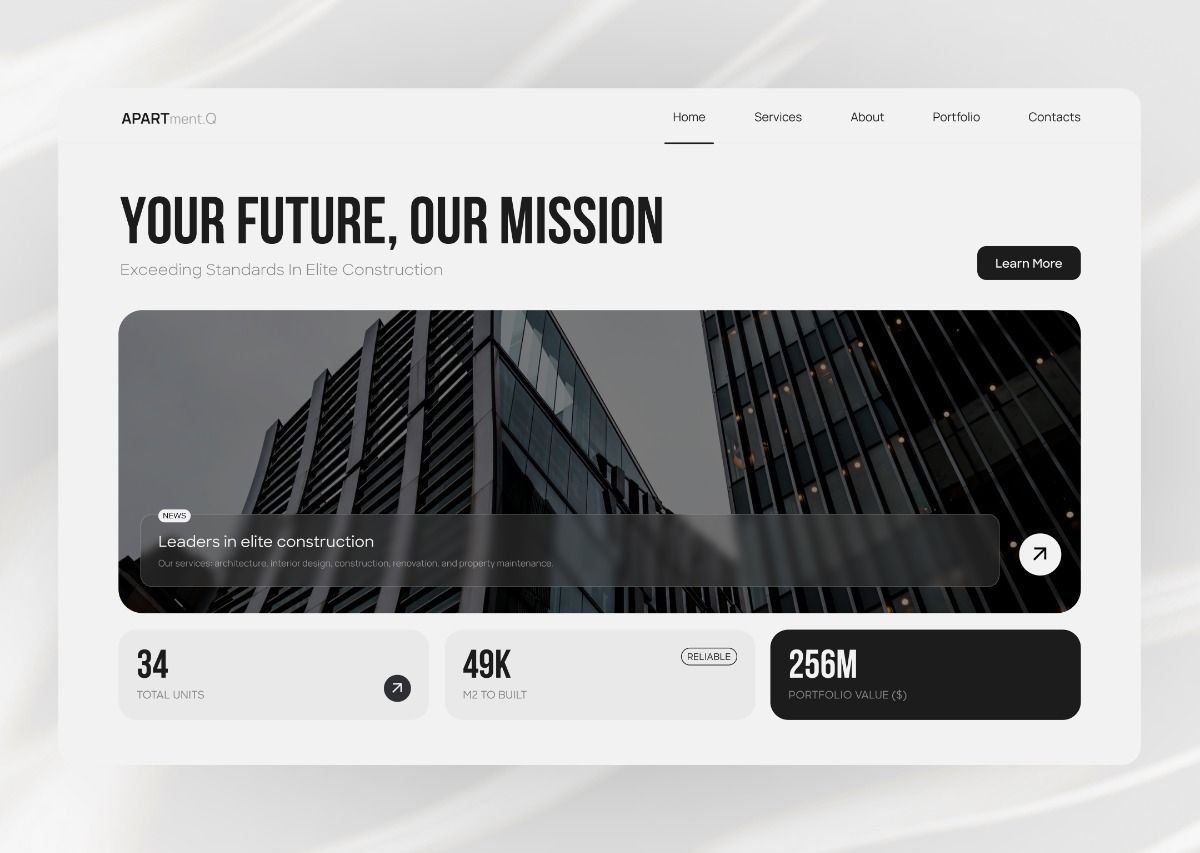 APARTment.Q
Home Services About Portfolio Contacts
YOUR FUTURE, OUR MISSION
Exceeding Standards In Elite Construction
Learn More
NEWS
Leaders in elite construction
Our services: architecture, interior design, construction, renovation, and property maintenance.
34
TOTAL UNITS
49K
RELIABLE
M2 TO BUILT
256M
PORTFOLIO VALUE ($)